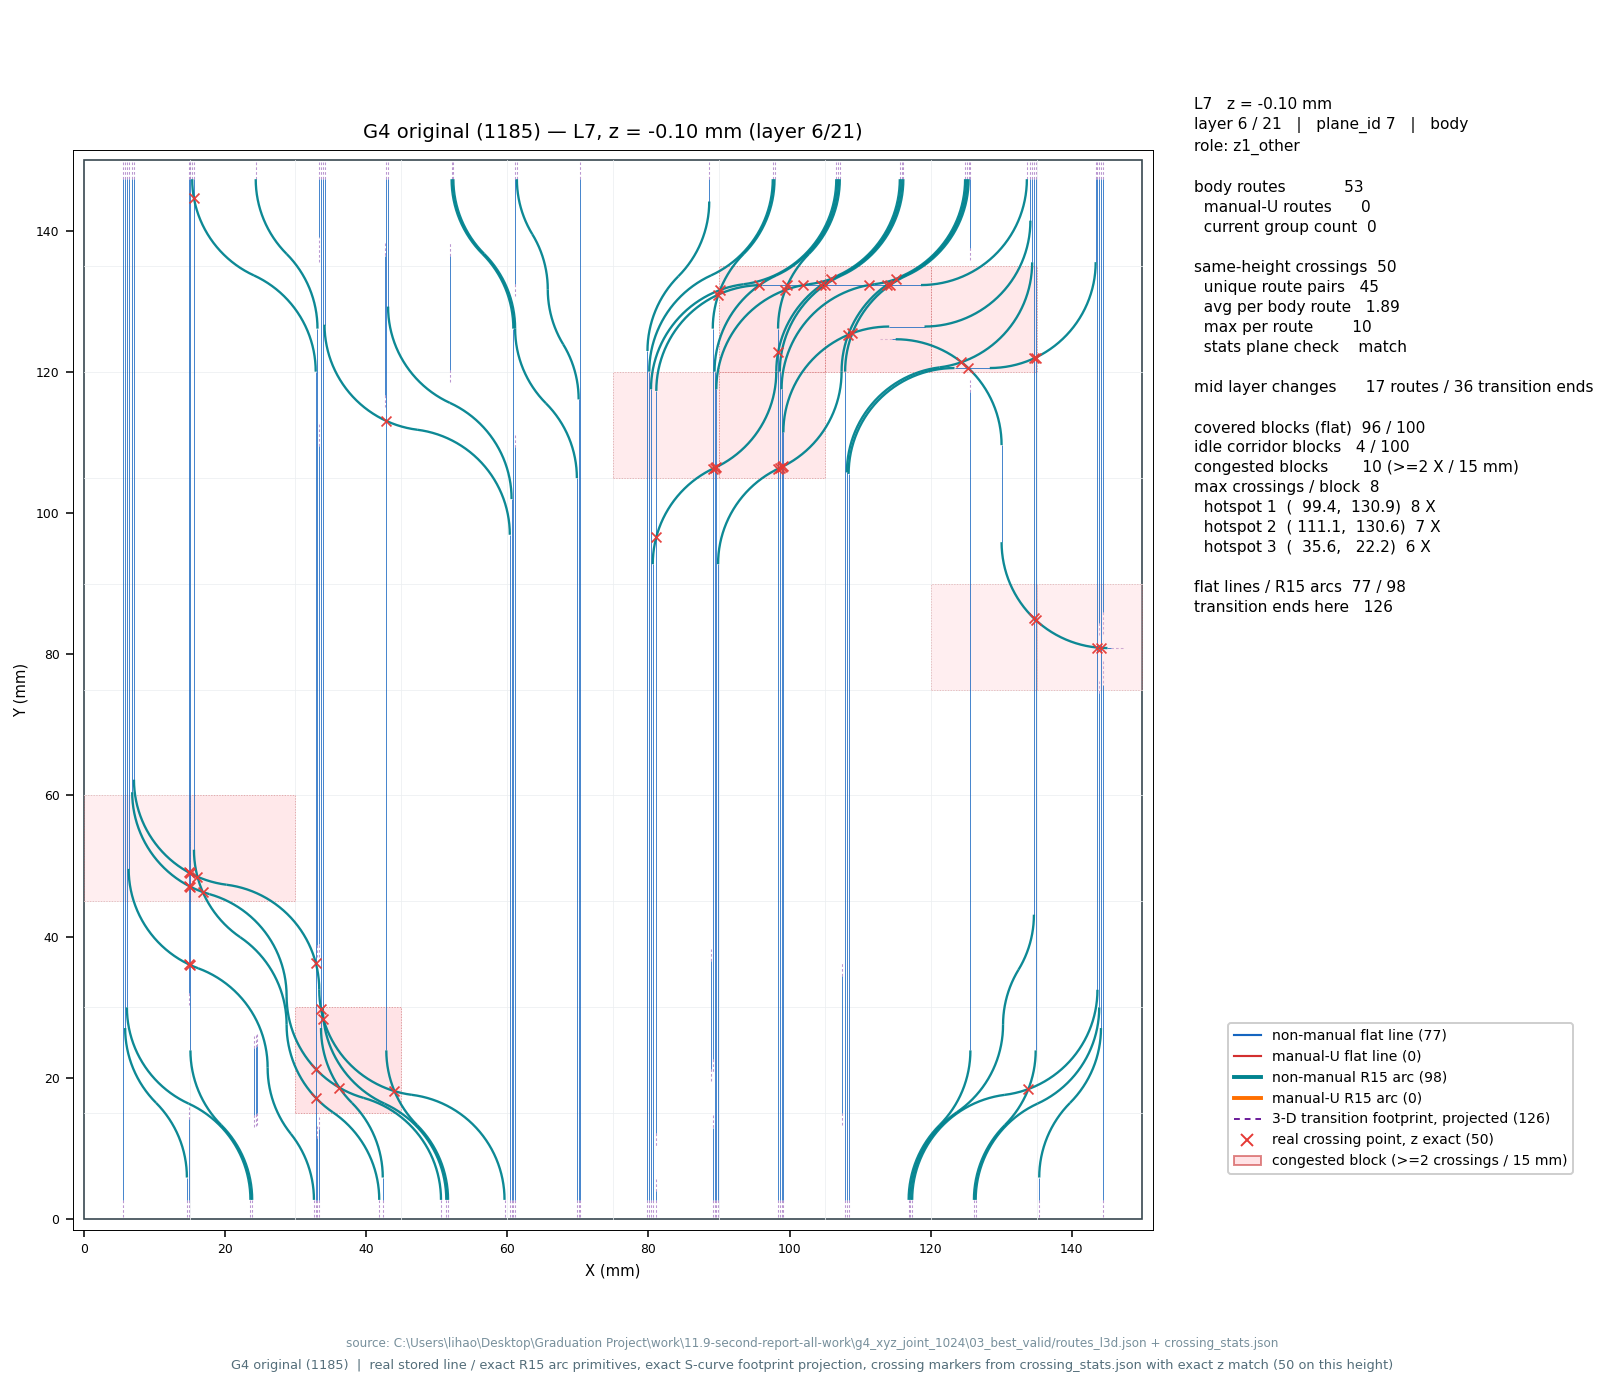 G4 original (1185) — L7, z = -0.10 mm (layer 6/21)
Y (mm)
140
120
100
80
60
40
20
0
0 20 40 60 80 100 120 140
X (mm)
L7 z = -0.10 mm
layer 6 / 21 | plane_id 7 | body
role: z1_other
body routes 53
manual-U routes 0
current group count 0
same-height crossings 50
unique route pairs 45
avg per body route 1.89
max per route 10
stats plane check match
mid layer changes 17 routes / 36 transition ends
covered blocks (flat) 96 / 100
idle corridor blocks 4 / 100
congested blocks 10 (>=2 X / 15 mm)
max crossings / block 8
hotspot 1 ( 99.4, 130.9) 8 X
hotspot 2 ( 111.1, 130.6) 7 X
hotspot 3 ( 35.6, 22.2) 6 X
flat lines / R15 arcs 77 / 98
transition ends here 126
non-manual flat line (77)
manual-U flat line (0)
non-manual R15 arc (98)
manual-U R15 arc (0)
3-D transition footprint, projected (126)
real crossing point, z exact (50)
congested block (>=2 crossings / 15 mm)
source: C:\Users\lihao\Desktop\Graduation Project\work\11.9-second-report-all-work\g4_xyz_joint_1024\03_best_valid/routes_l3d.json + crossing_stats.json
G4 original (1185) | real stored line / exact R15 arc primitives, exact S-curve footprint projection, crossing markers from crossing_stats.json with exact z match (50 on this height)